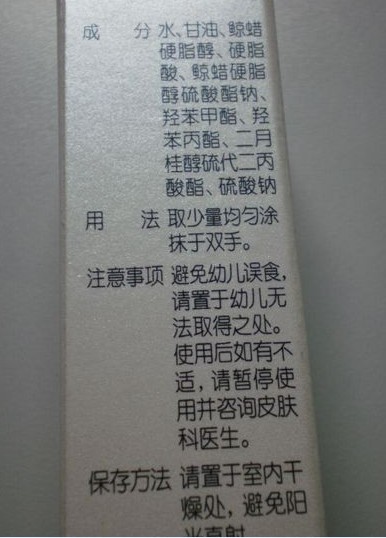 成 分 水、甘油、鲸蜡
硬脂醇、硬脂
酸、鲸蜡硬脂
醇硫酸酯钠、
羟苯甲酯、羟
苯丙酯、二月
桂醇硫代二丙
酸酯、硫酸钠
用 法 取少量均匀涂
抹于双手。
注意事项 避免幼儿误食，
请置于幼儿无
法取得之处。
使用后如有不
适，请暂停使
用并咨询皮肤
科医生。
保存方法 请置于室内干
燥处，避免阳
光直射